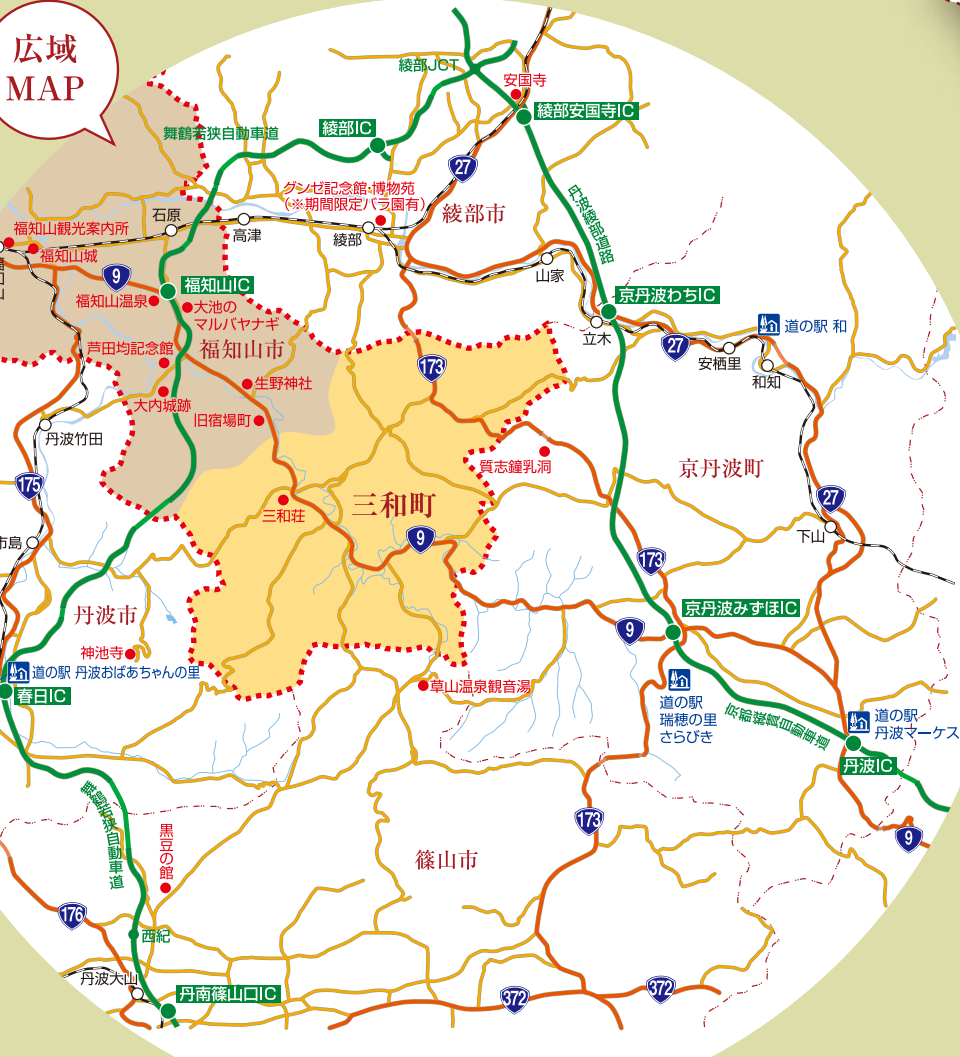 広域
MAP
綾部JCT
安国寺
綾部安国寺IC
舞鶴若狭自動車道
綾部IC
27
丹波綾部道路
グンゼ記念館・博物苑
(※期間限定バラ園有)
綾部市
石原
高津
綾部
福知山観光案内所
福知山城
山家
9
福知山IC
福知山温泉
大池の
マルバヤナギ
京丹波わちIC
道の駅 和
立木
27
安栖里
和知
芦田均記念館
福知山市
173
生野神社
大内城跡
旧宿場町
丹波竹田
質志鐘乳洞
京丹波町
175
27
三和荘
三和町
9
下山
市島
173
丹波市
京丹波みずほIC
9
神池寺
道の駅 丹波おばあちゃんの里
春日IC
草山温泉観音湯
道の駅
瑞穂の里
さらびき
京都縦貫自動車道
道の駅
丹波マーケス
丹波IC
舞鶴若狭自動車道
黒豆の館
173
9
篠山市
176
西紀
丹波大山
丹南篠山口IC
372
372